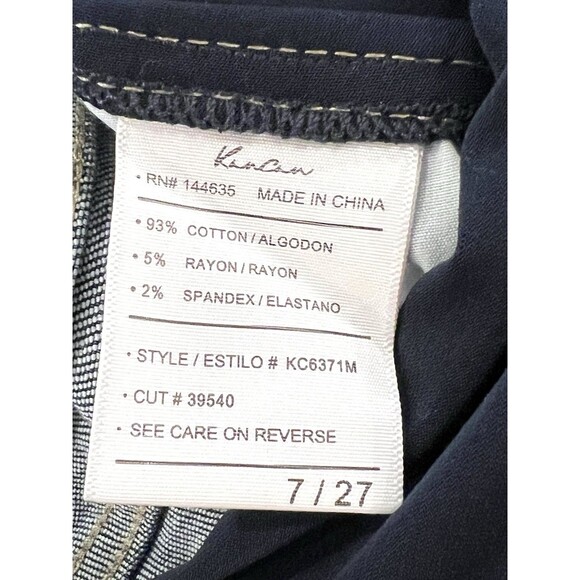 Kancan
• RN# 144635 MADE IN CHINA
• 93% COTTON / ALGODON
• 5% RAYON / RAYON
• 2% SPANDEX / ELASTANO
• STYLE / ESTILO # KC6371M
• CUT # 39540
• SEE CARE ON REVERSE
7 / 27